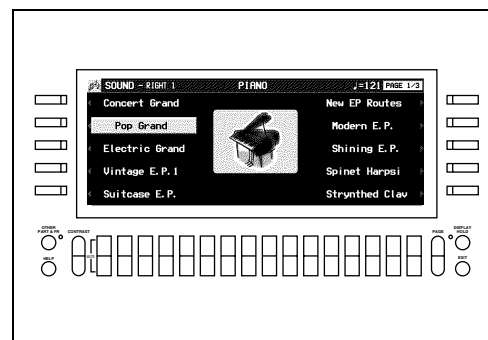 SOUND – RIGHT 1 PIANO ♩=121 PAGE 1/3
Concert Grand New EP Routes
Pop Grand Modern E.P.
Electric Grand Shining E.P.
Vintage E.P.1 Spinet Harpsi
Suitcase E.P. Strynthed Clav
OTHER PART & FR CONTRAST PAGE DISPLAY HOLD
HELP EXIT